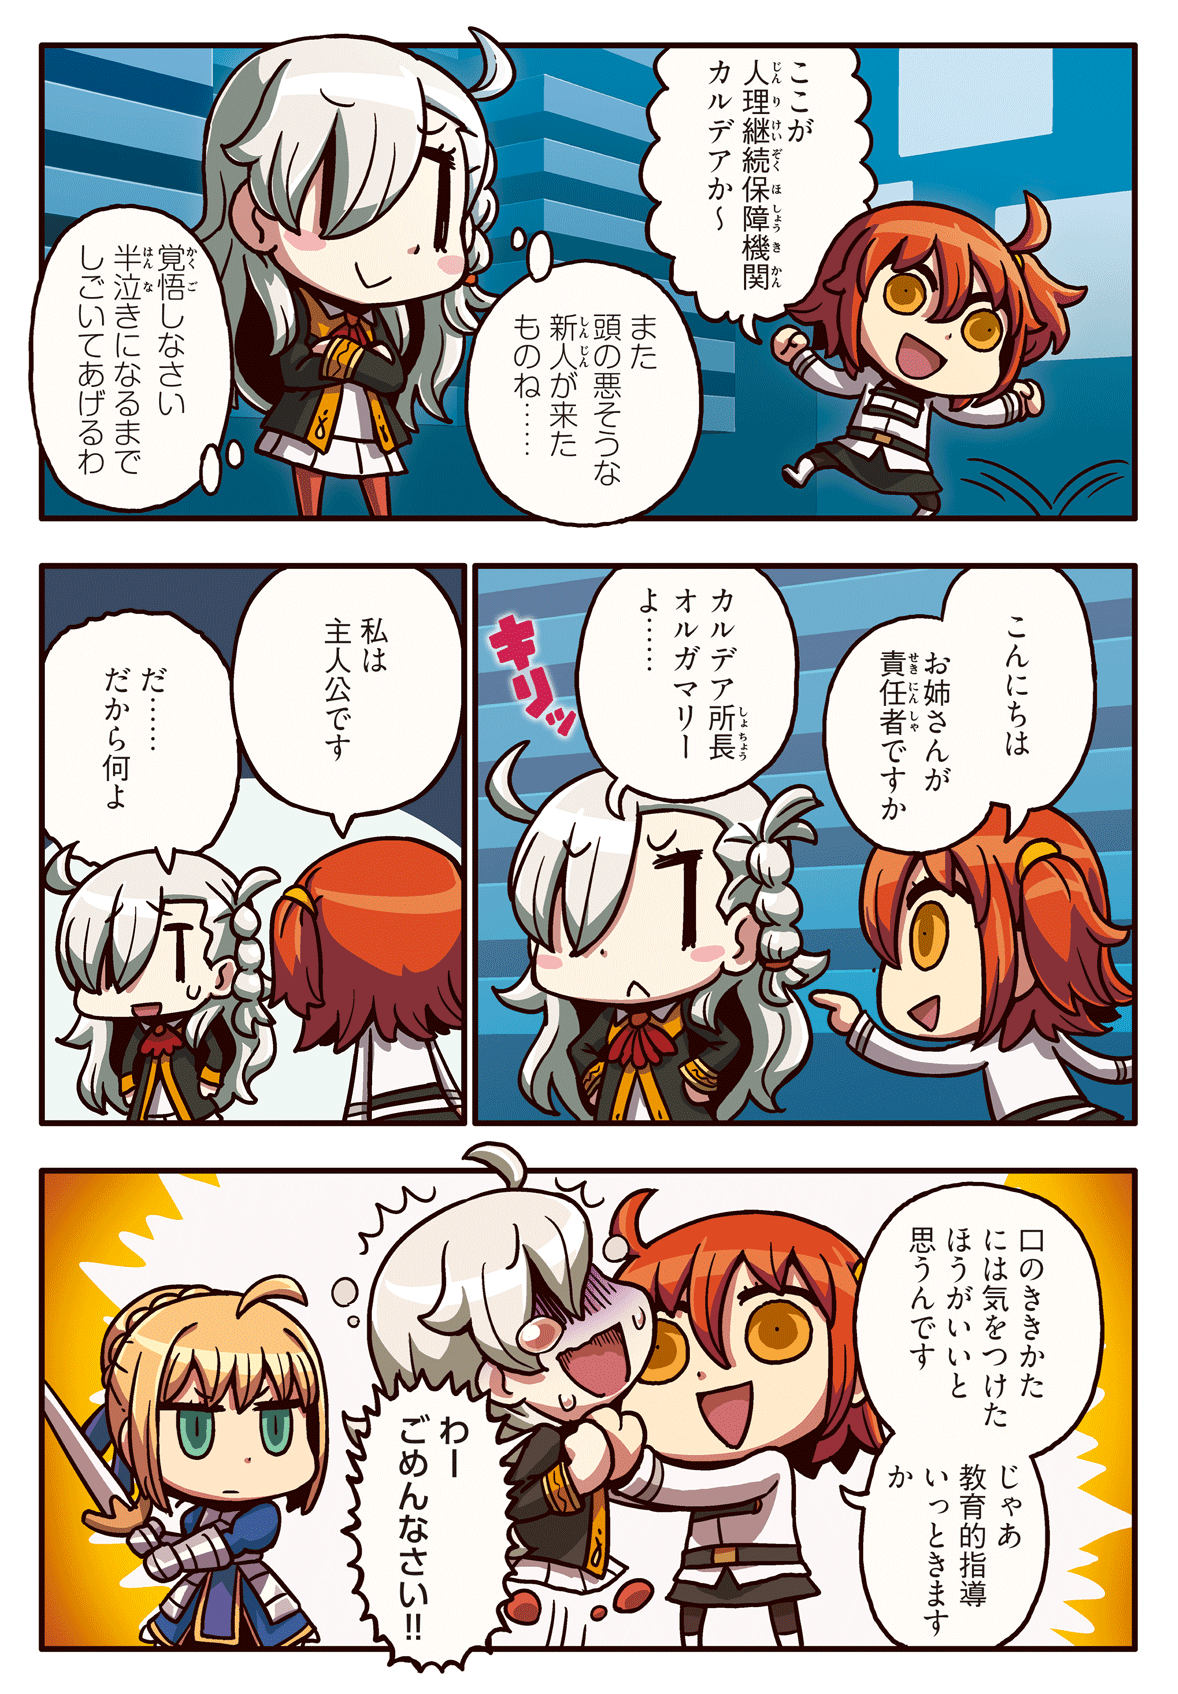 ここが
人理継続保障機関
カルデアか～
また
頭の悪そうな
新人が来た
ものね……
覚悟しなさい
半泣きになるまで
しごいてあげるわ
こんにちは
お姉さんが
責任者ですか
カルデア所長
オルガマリー
よ……
キリッ
私は
主人公です
だ……
だから何よ
口のききかた
には気をつけた
ほうがいいと
思うんです
じゃあ
教育的指導
いっときます
か
わー
ごめんなさい!!